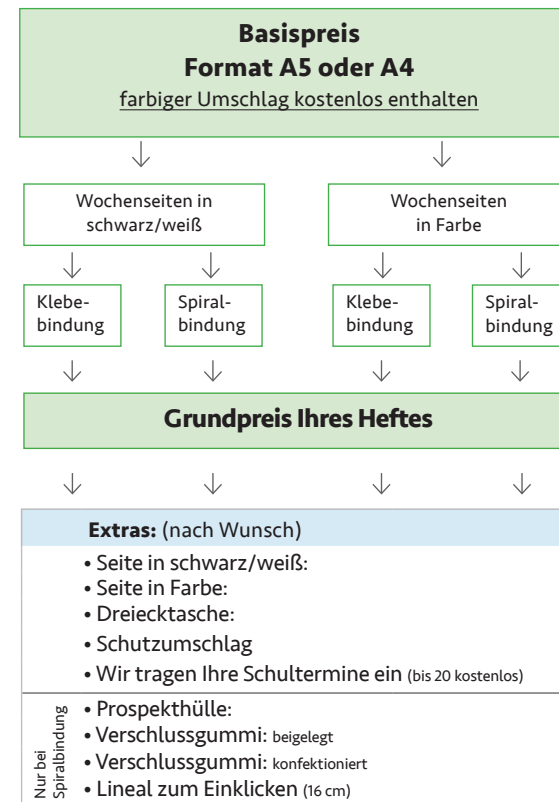 Basispreis
Format A5 oder A4
farbiger Umschlag kostenlos enthalten
Wochenseiten in
schwarz/weiß
Wochenseiten
in Farbe
Klebe-
bindung
Spiral-
bindung
Klebe-
bindung
Spiral-
bindung
Grundpreis Ihres Heftes
Extras: (nach Wunsch)
• Seite in schwarz/weiß:
• Seite in Farbe:
• Dreiecktasche:
• Schutzumschlag
• Wir tragen Ihre Schultermine ein (bis 20 kostenlos)
Nur bei
Spiralbindung
• Prospekthülle:
• Verschlussgummi: beigelegt
• Verschlussgummi: konfektioniert
• Lineal zum Einklicken (16 cm)